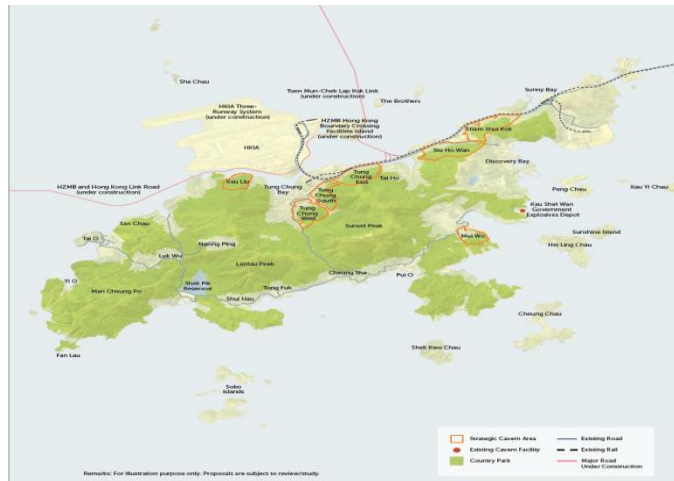 Sha Chau
Tuen Mun-Chek Lap Kok Link
(under construction)
The Brothers
Sunny Bay
HKIA Three-
Runway System
(under construction)
HZMB Hong Kong
Boundary Crossing
Facilities Island
(under construction)
HKIA
Sham Shui Kok
Siu Ho Wan
Discovery Bay
Tung
Chung
East
Tai Ho
HZMB and Hong Kong Link Road
(under construction)
Kau Liu
Tung Chung
Bay
Tung
Chung
South
Peng Chau
Kau Yi Chau
Tung
Chung
West
Kau Shat Wan
Government
Explosives Depot
San Chau
Sunset Peak
Sunshine Island
Tai O
Ngong Ping
Mui Wo
Hei Ling Chau
Luk Wu
Lantau Peak
Cheung Sha
Pui O
Yi O
Man Cheung Po
Shek Pik
Reservoir
Tong Fuk
Shui Hau
Cheung Chau
Fan Lau
Shek Kwu Chau
Soko
Islands
Strategic Cavern Area
Existing Road
Existing Cavern Facility
Existing Rail
Country Park
Major Road
Under Construction
Remarks: For illustration purpose only. Proposals are subject to review/study.